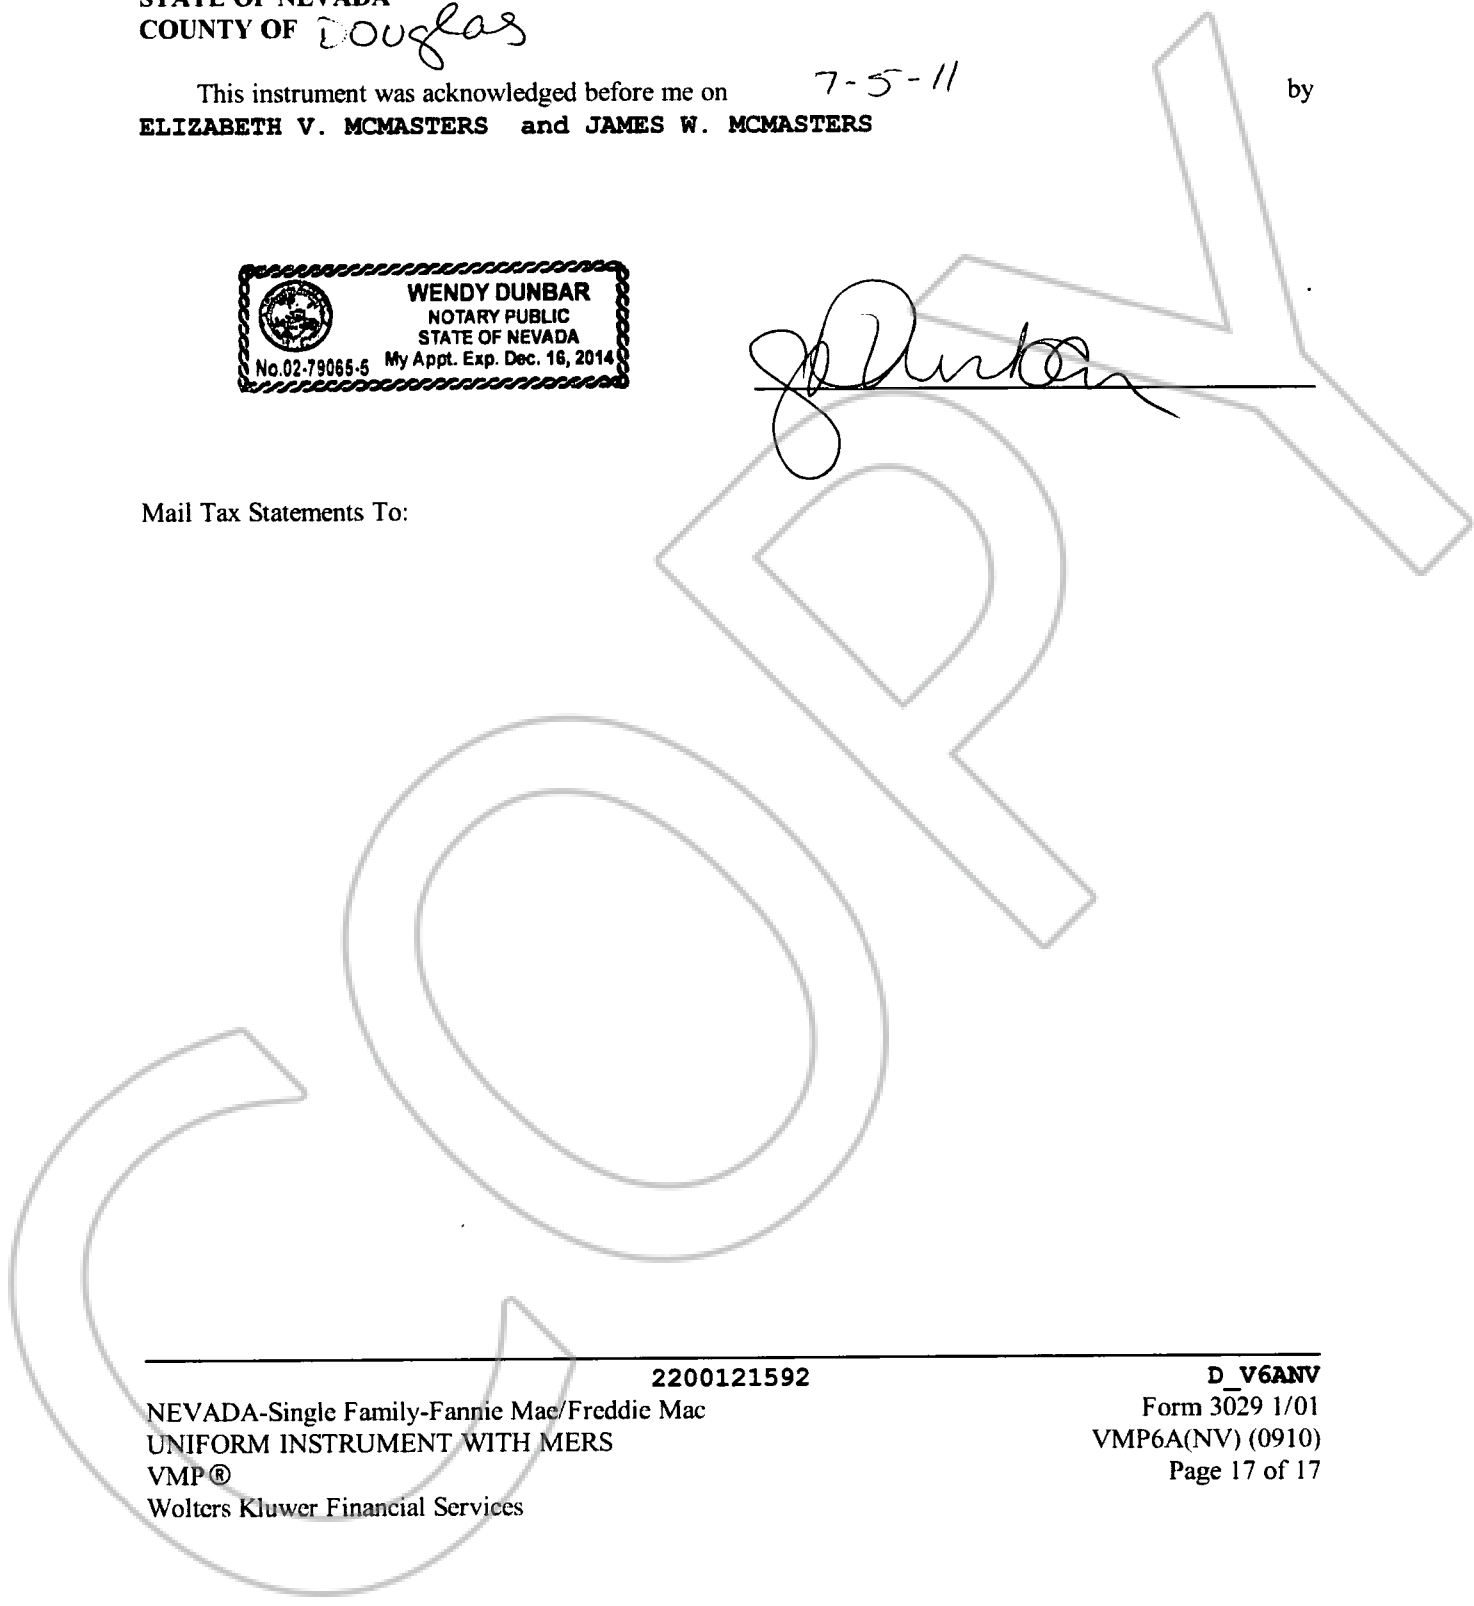 STATE OF NEVADA
COUNTY OF Douglas
This instrument was acknowledged before me on 7-5-11 by
ELIZABETH V. MCMASTERS and JAMES W. MCMASTERS
WENDY DUNBAR
NOTARY PUBLIC
STATE OF NEVADA
No.02-79065-5 My Appt. Exp. Dec. 16, 2014
Dunbar
Mail Tax Statements To:
COPY
2200121592 D_V6ANV
NEVADA-Single Family-Fannie Mae/Freddie Mac Form 3029 1/01
UNIFORM INSTRUMENT WITH MERS VMP6A(NV) (0910)
VMP® Page 17 of 17
Wolters Kluwer Financial Services